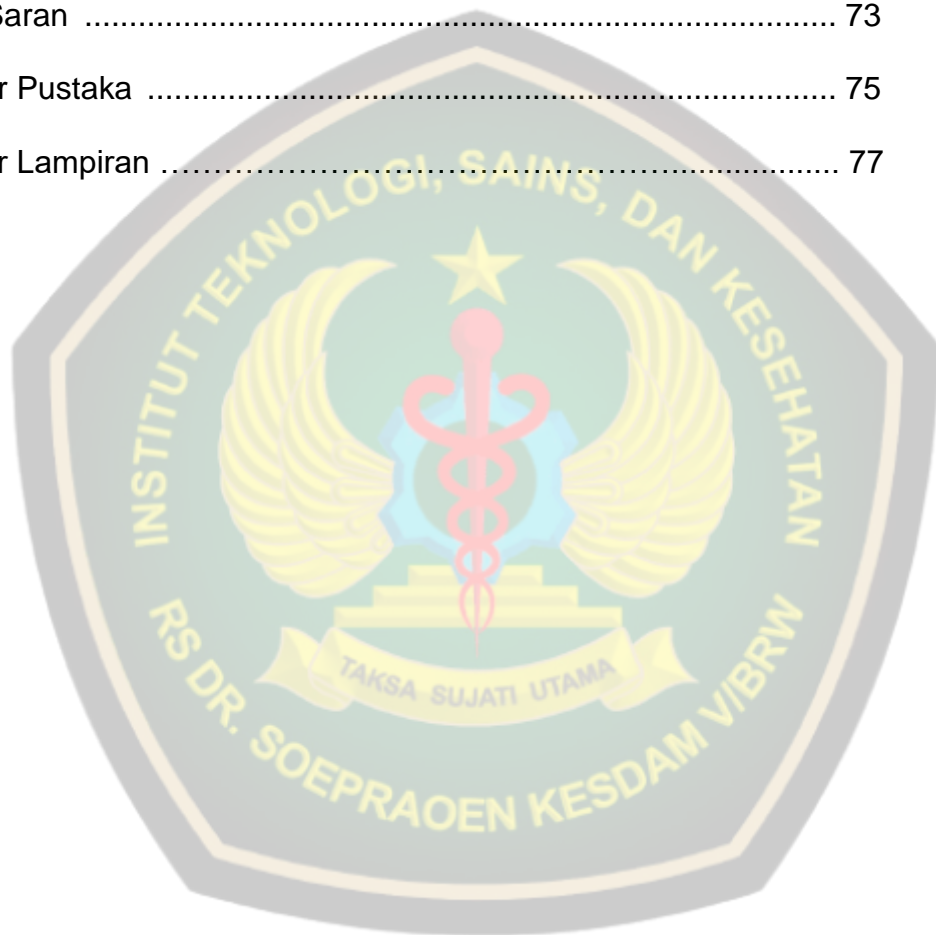 Saran ........................................................................................ 73
r Pustaka ................................................................................. 75
r Lampiran ................................................................................ 77
INSTITUT TEKNOLOGI, SAINS, DAN KESEHATAN
TAKSA SUJATI UTAMA
RS DR. SOEPRAOEN KESDAM V/BRW